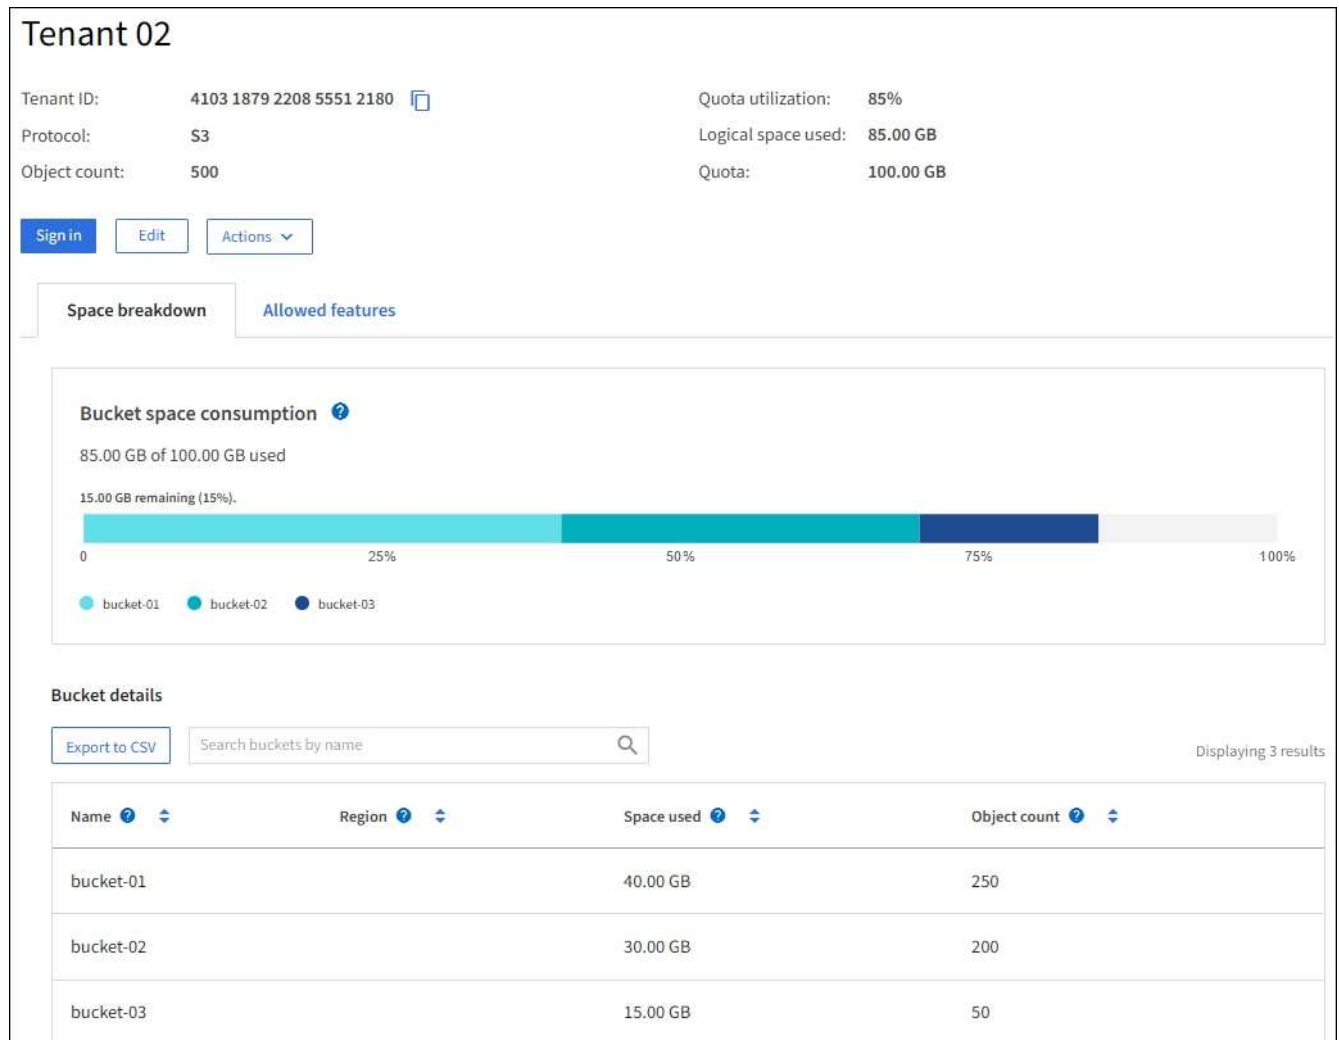 Tenant 02
Tenant ID: 4103 1879 2208 5551 2180
Protocol: S3
Object count: 500
Quota utilization: 85%
Logical space used: 85.00 GB
Quota: 100.00 GB
Sign in Edit Actions
Space breakdown Allowed features
Bucket space consumption ?
85.00 GB of 100.00 GB used
15.00 GB remaining (15%).
0 25% 50% 75% 100%
bucket-01 bucket-02 bucket-03
Bucket details
Export to CSV Search buckets by name Displaying 3 results
Name ? Region ? Space used ? Object count ?
bucket-01 40.00 GB 250
bucket-02 30.00 GB 200
bucket-03 15.00 GB 50